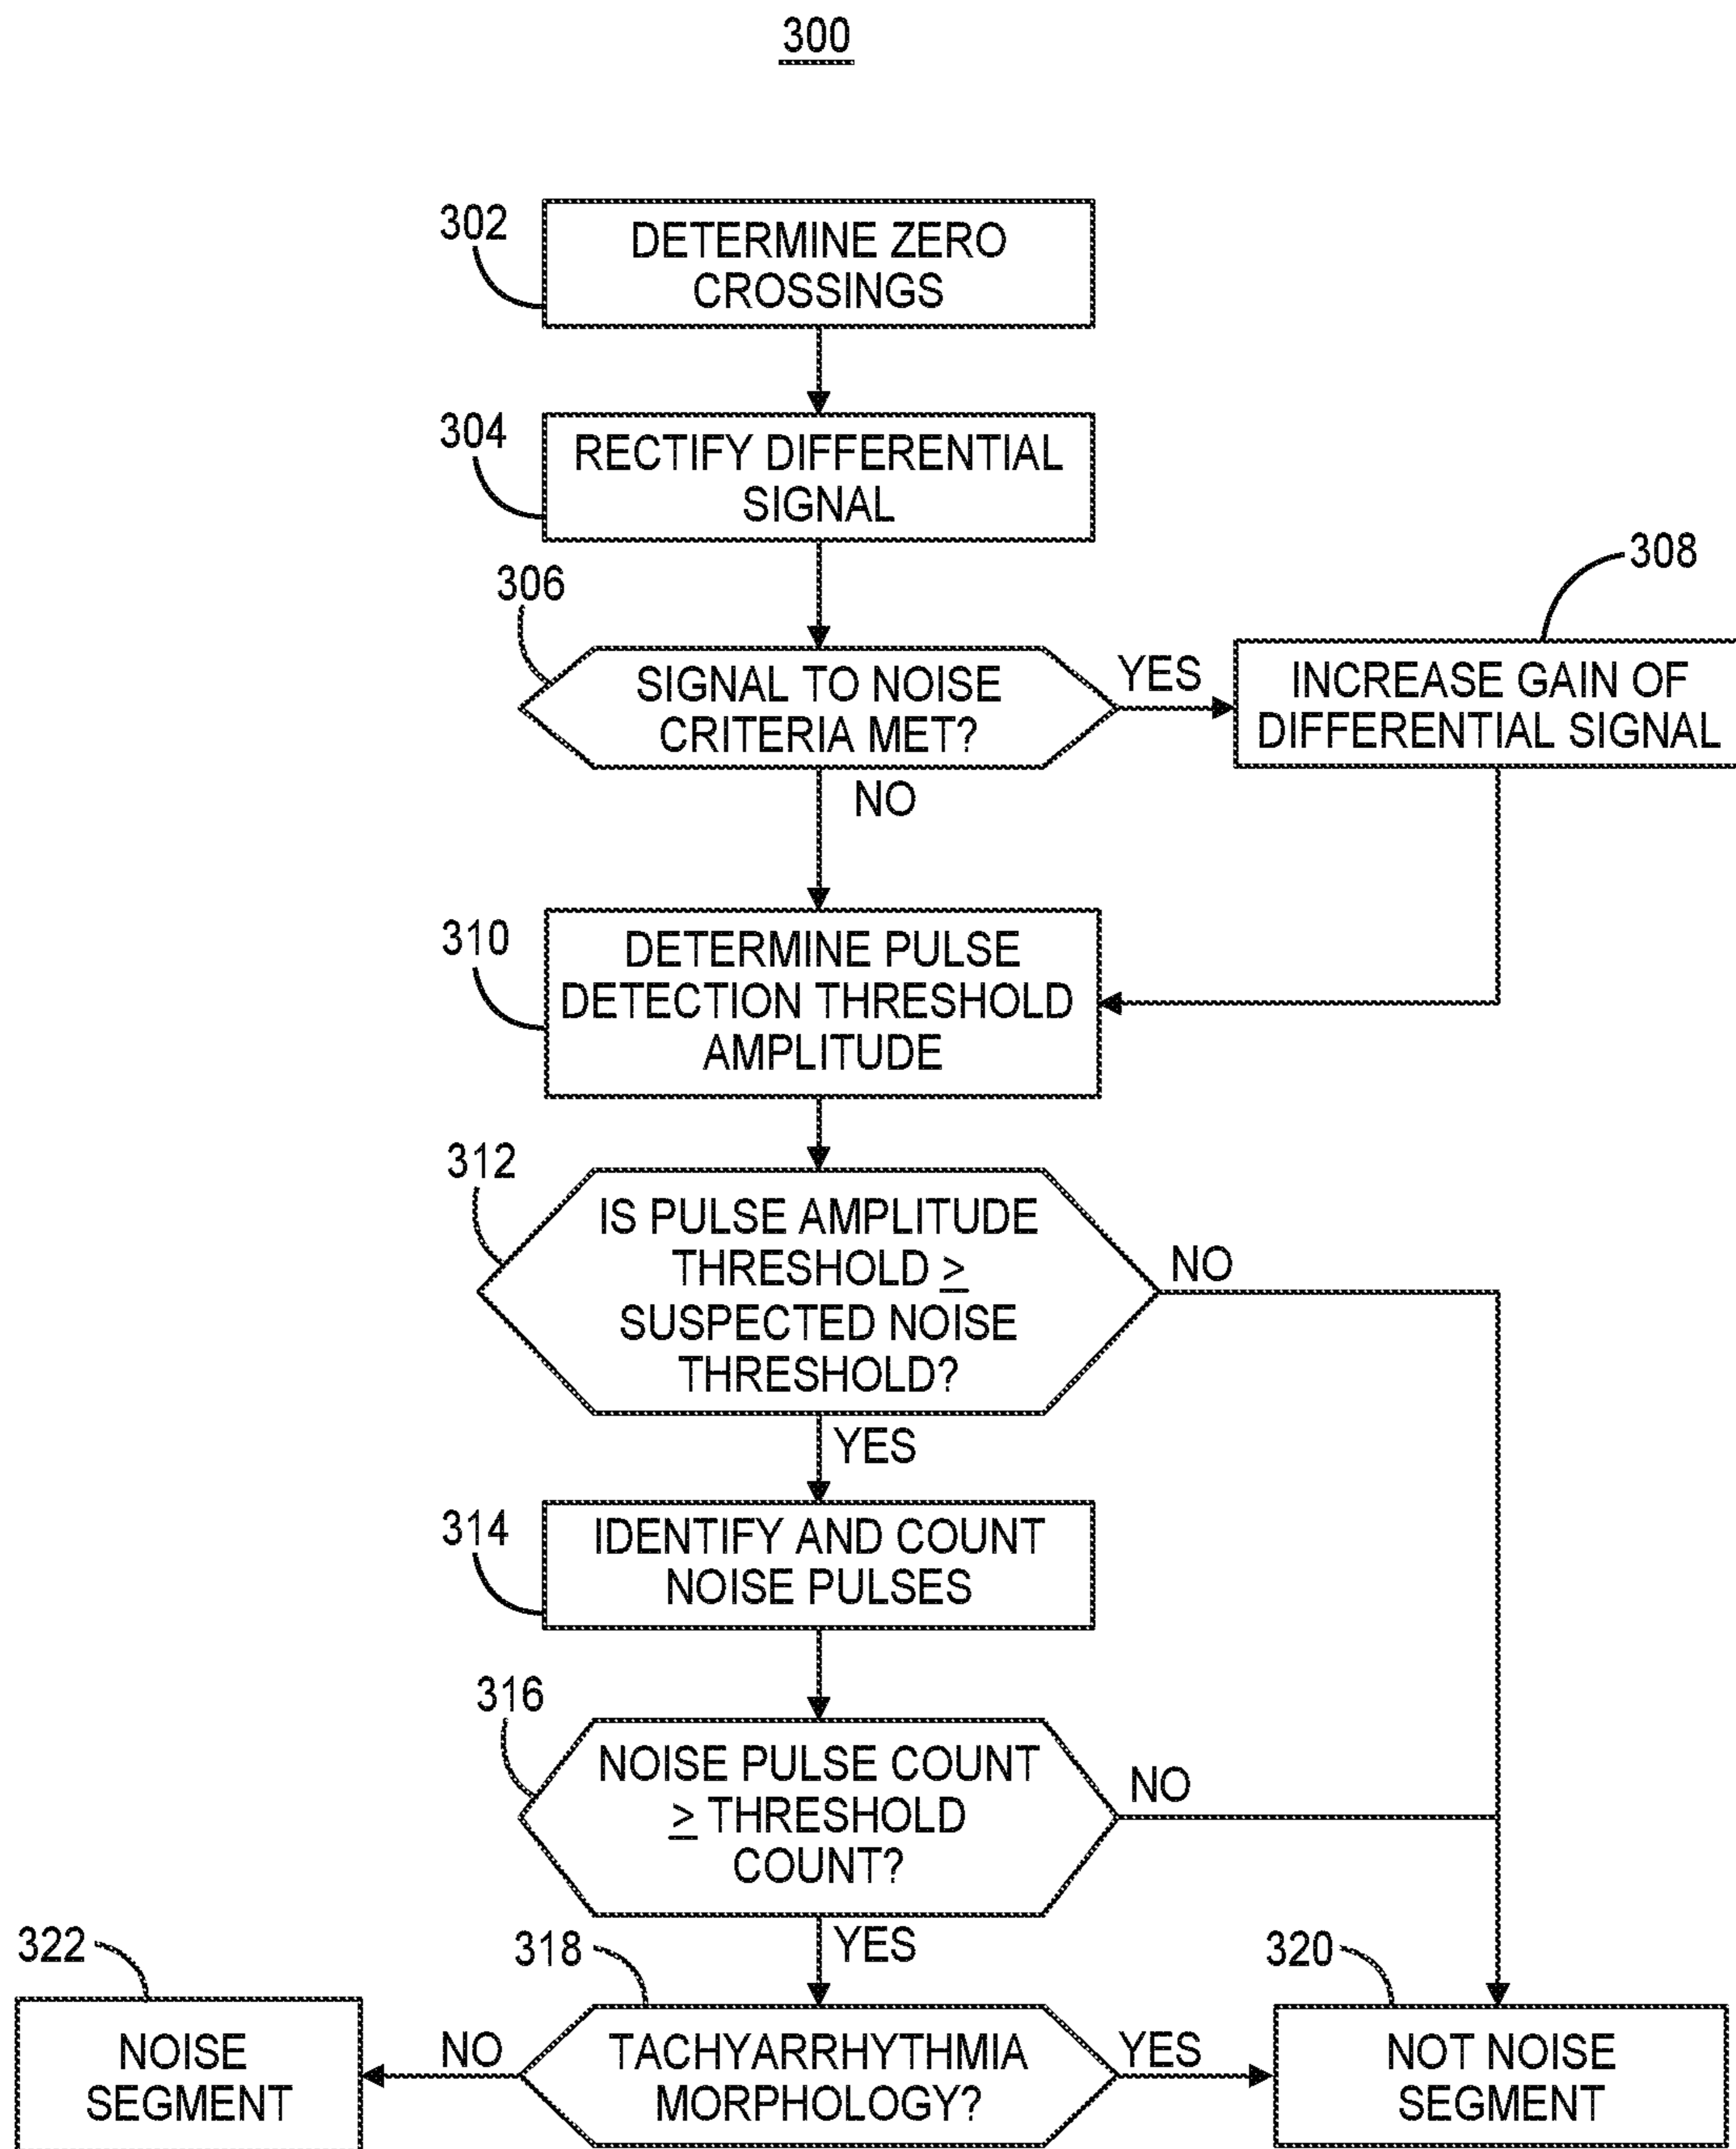 300
302
DETERMINE ZERO
CROSSINGS
304
RECTIFY DIFFERENTIAL
SIGNAL
306
SIGNAL TO NOISE
CRITERIA MET?
YES
308
INCREASE GAIN OF
DIFFERENTIAL SIGNAL
NO
310
DETERMINE PULSE
DETECTION THRESHOLD
AMPLITUDE
312
IS PULSE AMPLITUDE
THRESHOLD ≥
SUSPECTED NOISE
THRESHOLD?
NO
YES
314
IDENTIFY AND COUNT
NOISE PULSES
316
NOISE PULSE COUNT
≥ THRESHOLD
COUNT?
NO
YES
322
NOISE
SEGMENT
NO
318
TACHYARRHYTHMIA
MORPHOLOGY?
YES
320
NOT NOISE
SEGMENT